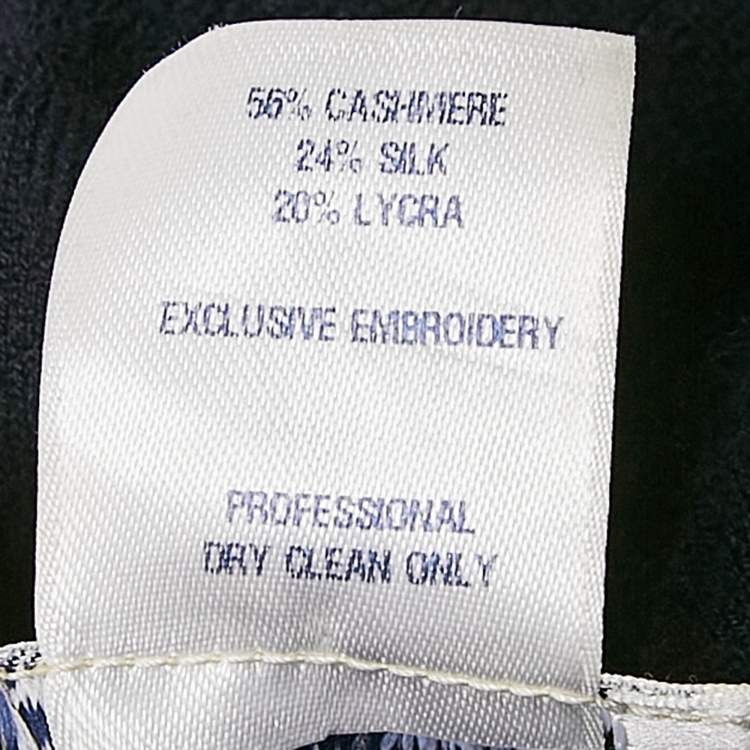 56% CASHMERE
24% SILK
20% LYCRA
EXCLUSIVE EMBROIDERY
PROFESSIONAL
DRY CLEAN ONLY